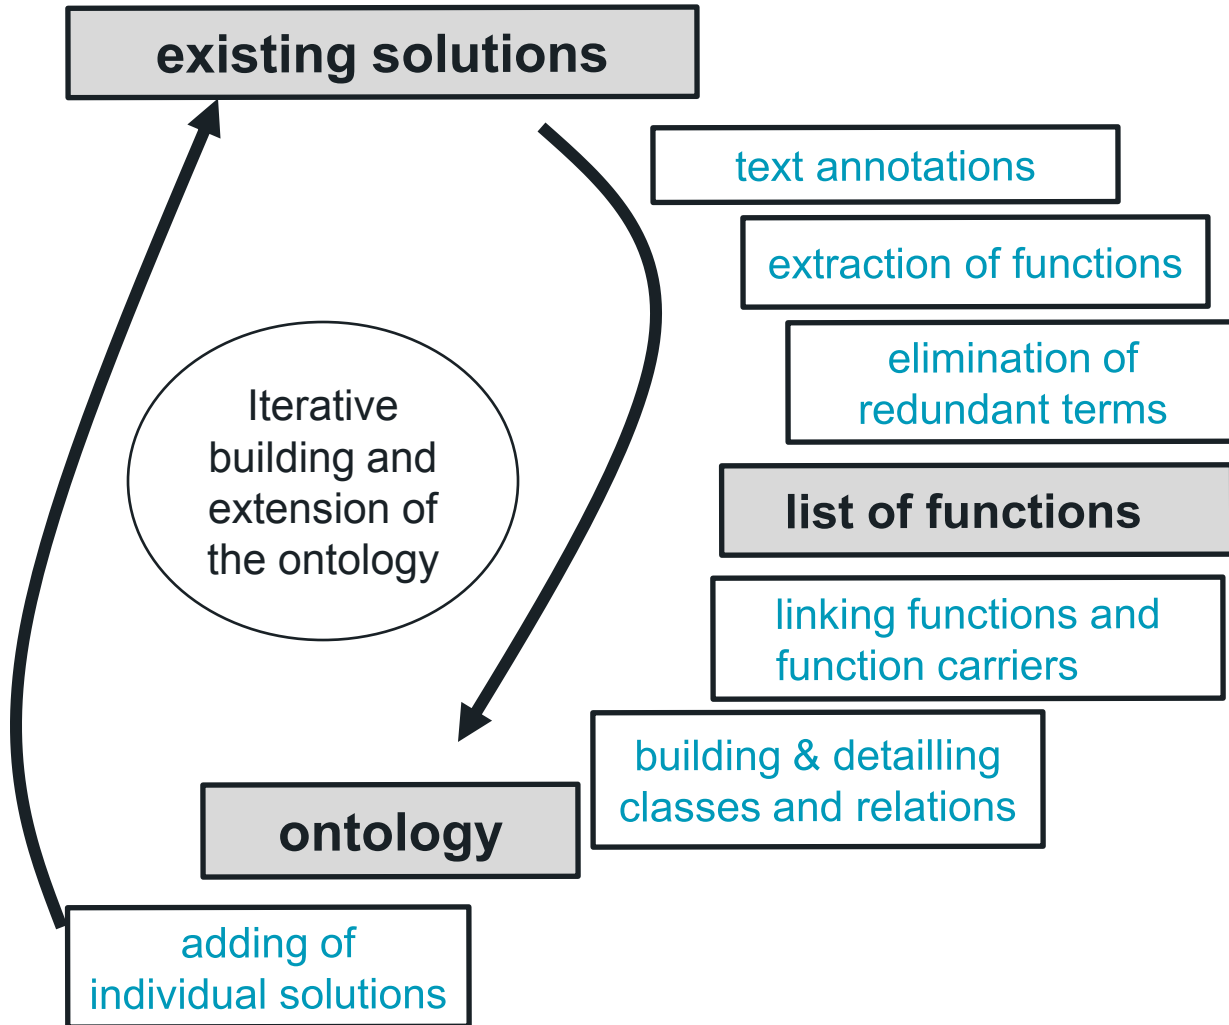 existing solutions
text annotations
extraction of functions
elimination of
redundant terms
Iterative
building and
extension of
the ontology
list of functions
linking functions and
function carriers
building & detailling
classes and relations
ontology
adding of
individual solutions